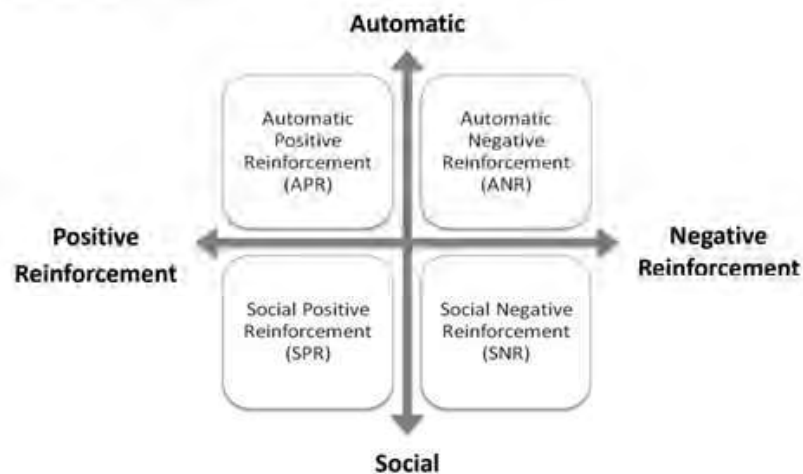 Automatic
Automatic
Positive
Reinforcement
(APR)
Automatic
Negative
Reinforcement
(ANR)
Positive
Reinforcement
Negative
Reinforcement
Social Positive
Reinforcement
(SPR)
Social Negative
Reinforcement
(SNR)
Social